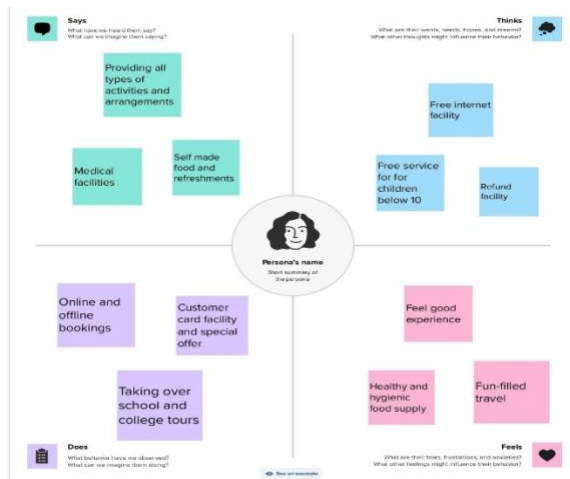 Says
What have we heard them say?
What can we imagine them saying?
Providing all
types of
activities and
arrangements
Medical
facilities
Self made
food and
refreshments
Thinks
What are their wants, needs, hopes, and dreams?
What other thoughts might influence their behavior?
Free internet
facility
Free service
for for
children
below 10
Refund
facility
Persona's name
Short summary of
the persona
Online and
offline
bookings
Customer
card facility
and special
offer
Taking over
school and
college tours
Does
What behavior have we observed?
What can we imagine them doing?
Feel good
experience
Healthy and
hygienic
food supply
Fun-filled
travel
Feels
What are their fears, frustrations, and anxieties?
What other feelings might influence their behavior?
See an example